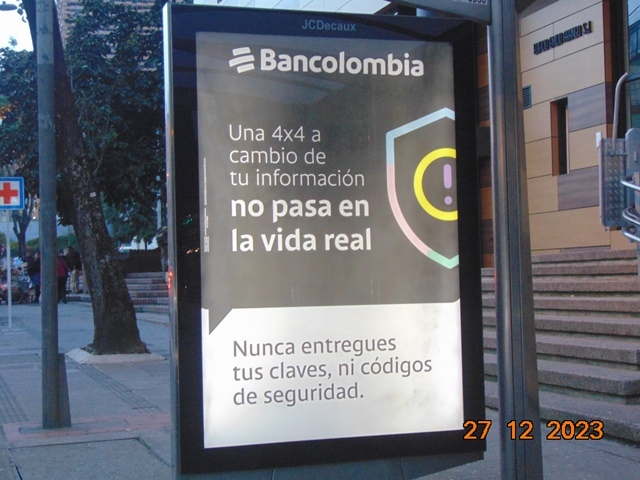 JCDecaux
Bancolombia
Una 4x4 a
cambio de
tu información
no pasa en
la vida real
Nunca entregues
tus claves, ni códigos
de seguridad.
27 12 2023